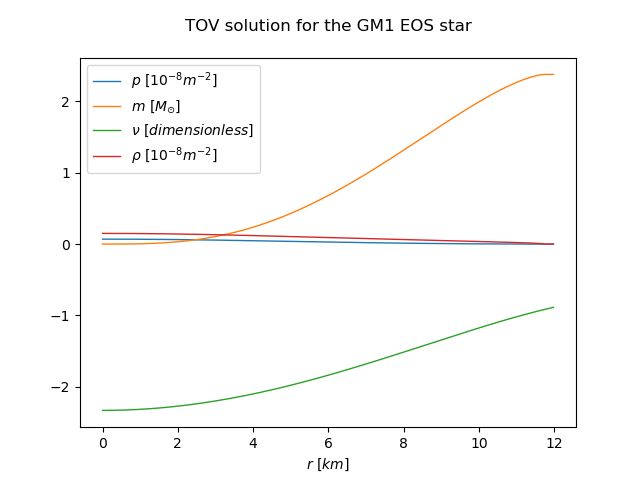 TOV solution for the GM1 EOS star
p [10⁻⁸m⁻²]
m [M⊙]
ν [dimensionless]
ρ [10⁻⁸m⁻²]
2
1
0
−1
−2
0 2 4 6 8 10 12
r [km]